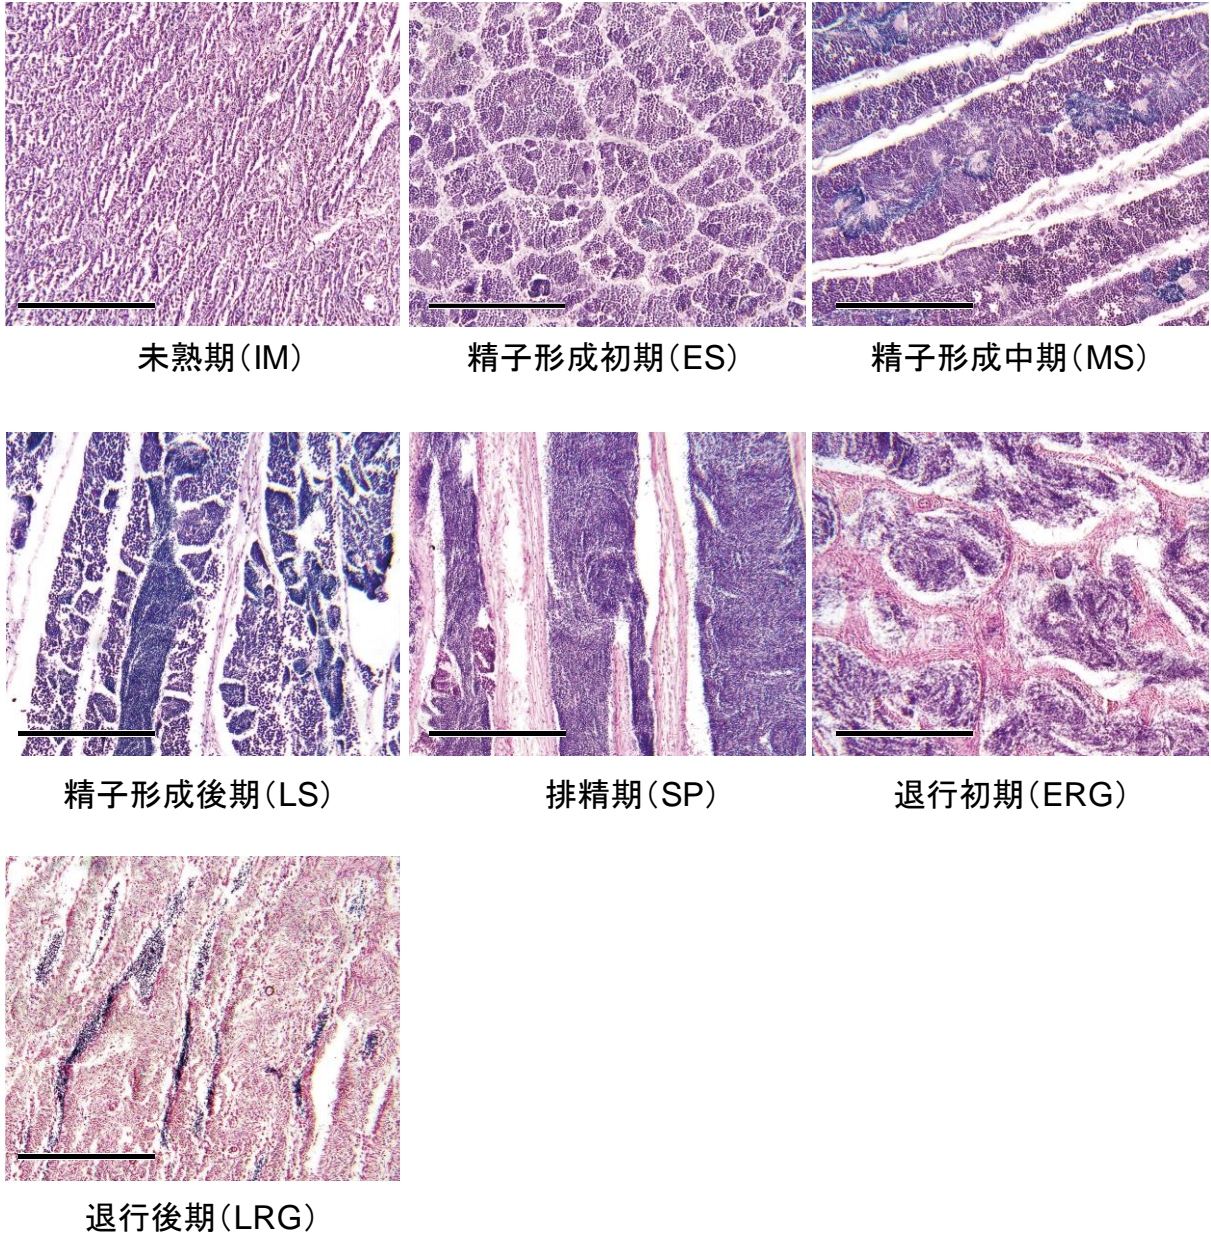 未熟期（IM）
精子形成初期（ES）
精子形成中期（MS）
精子形成後期（LS）
排精期（SP）
退行初期（ERG）
退行後期（LRG）